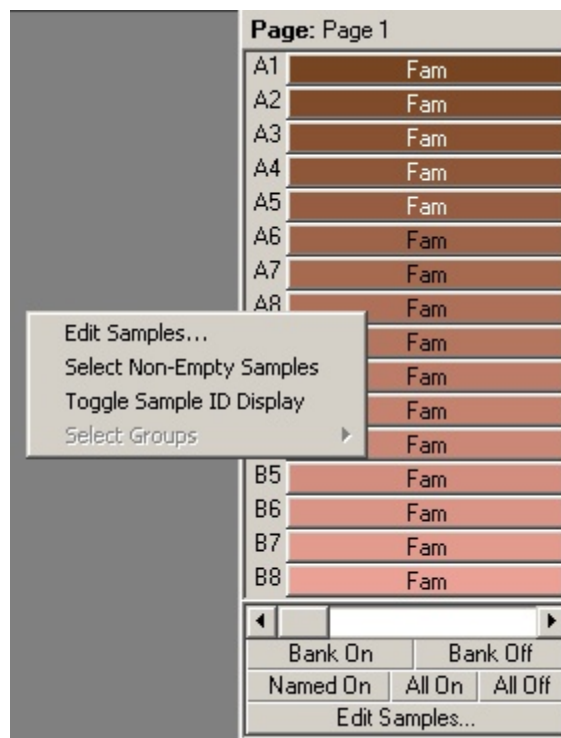 Page: Page 1
A1 Fam
A2 Fam
A3 Fam
A4 Fam
A5 Fam
A6 Fam
A7 Fam
A8 Fam
Edit Samples...
Select Non-Empty Samples
Toggle Sample ID Display
Select Groups
Fam
Fam
Fam
Fam
B5 Fam
B6 Fam
B7 Fam
B8 Fam
Bank On Bank Off
Named On All On All Off
Edit Samples...